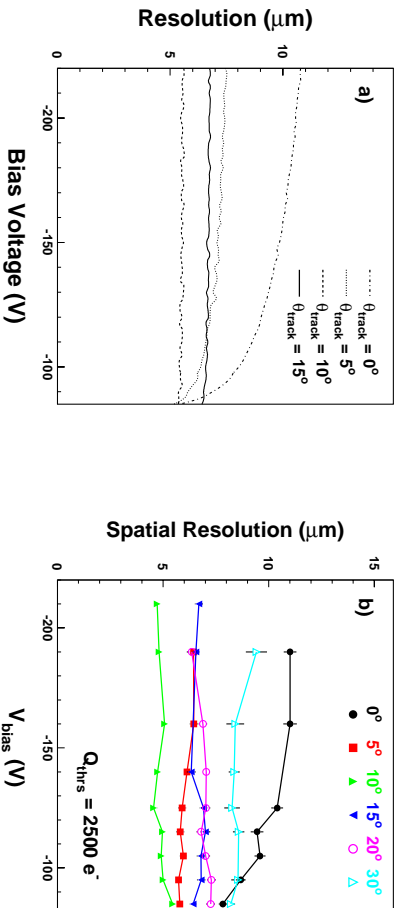 a)
θtrack = 0°
θtrack = 5°
θtrack = 10°
θtrack = 15°
Resolution (μm)
0
5
10
-200
-150
-100
Bias Voltage (V)
b)
0°
5°
10°
15°
20°
30°
Qthrs = 2500 e-
Spatial Resolution (μm)
0
5
10
15
-200
-150
-100
Vbias (V)